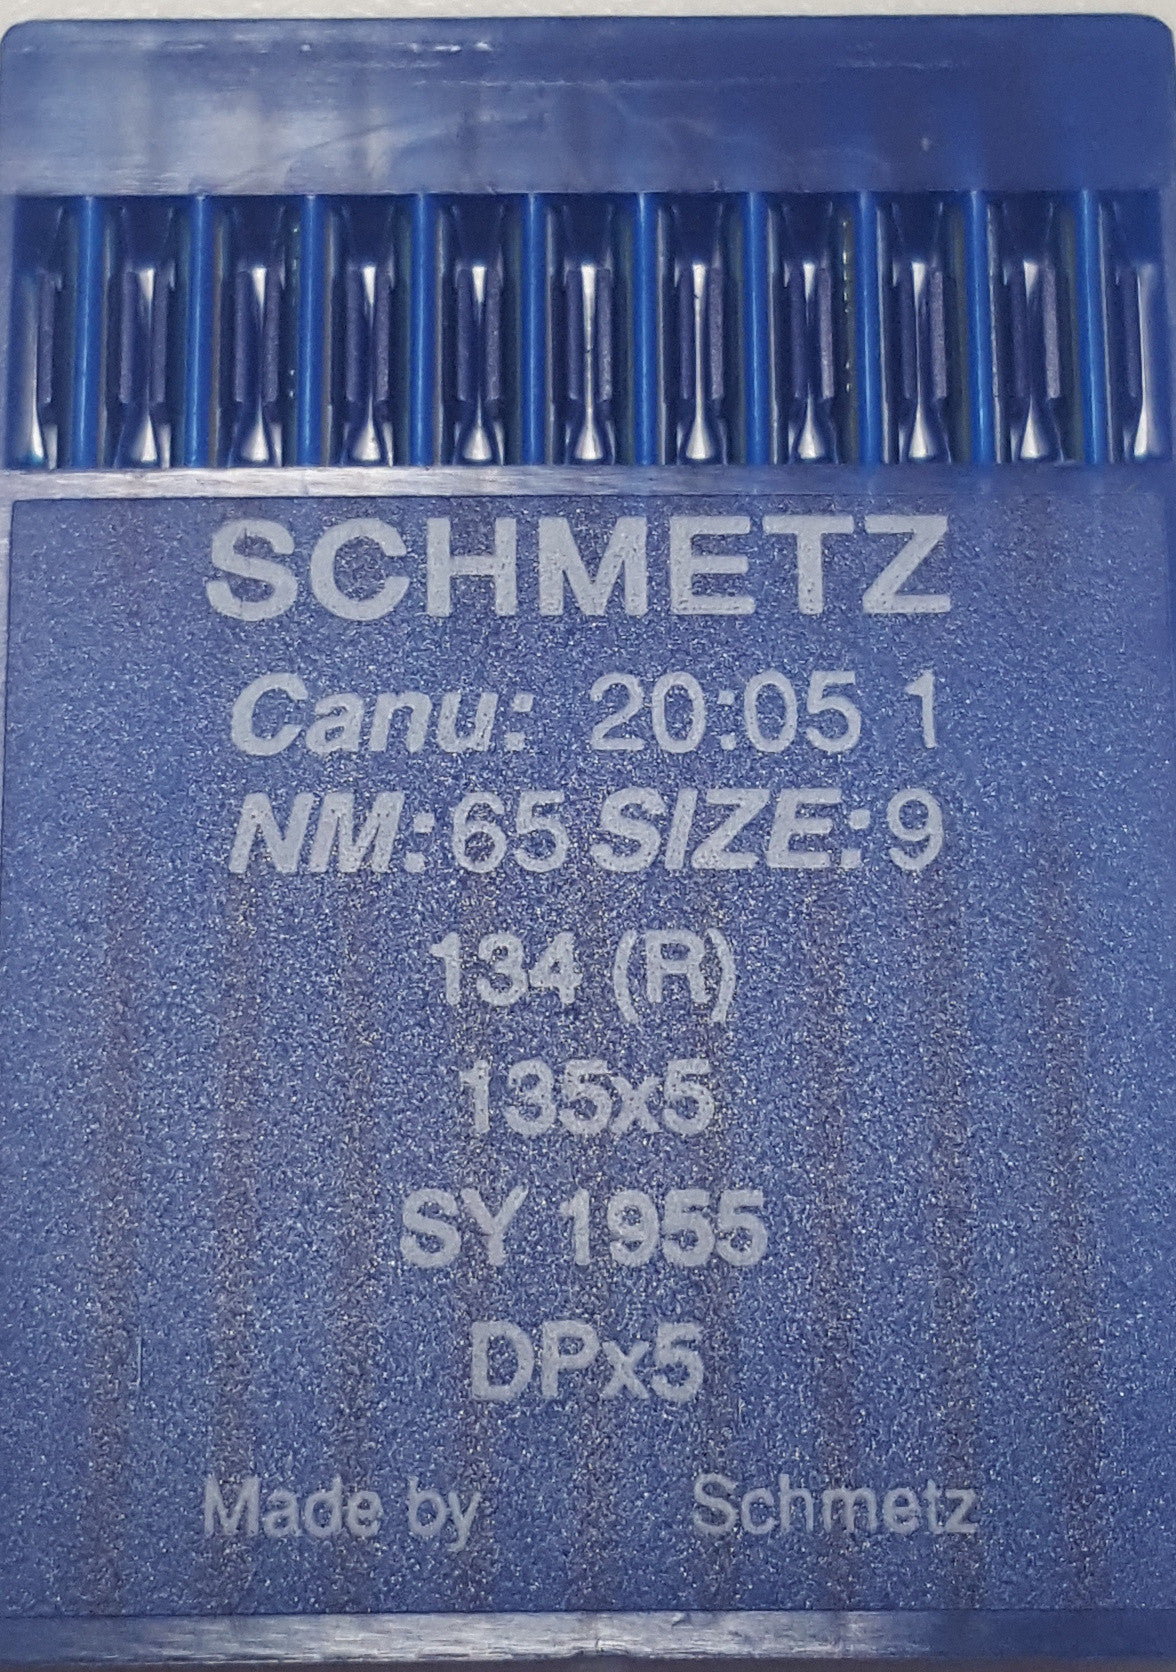 SCHMETZ
Canu: 20:05 1
NM:65 SIZE:9
134 (R)
135x5
SY 1955
DPx5
Made by Schmetz